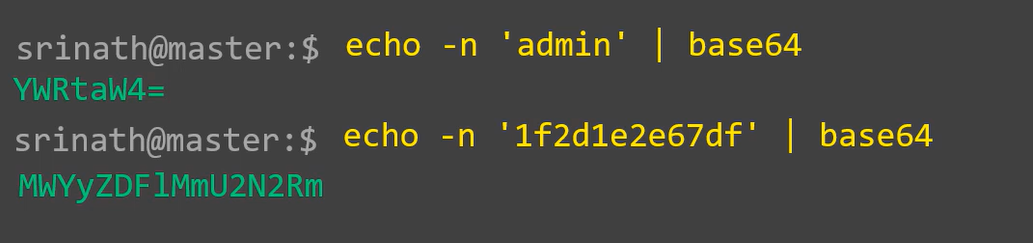 srinath@master:$ echo -n 'admin' | base64
YWRtaW4=
srinath@master:$ echo -n '1f2d1e2e67df' | base64
MWYyZDFlMmU2N2Rm